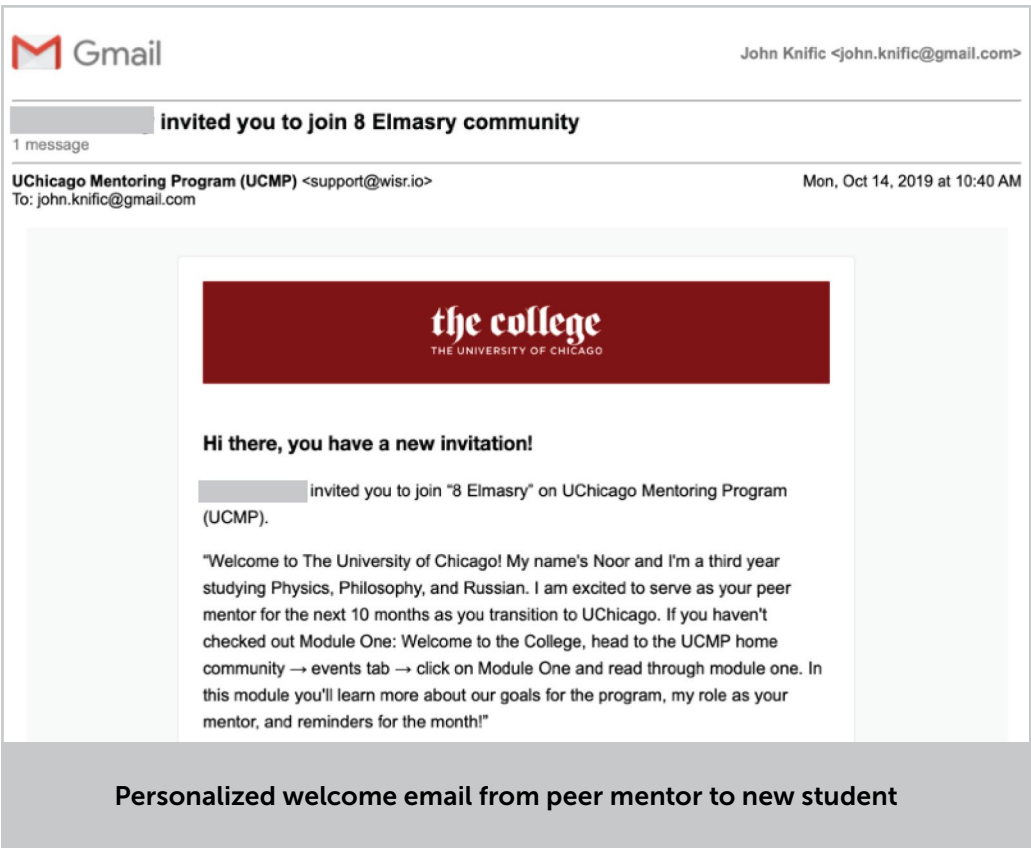 Gmail
John Knific <john.knific@gmail.com>
invited you to join 8 Elmasry community
1 message
UChicago Mentoring Program (UCMP) <support@wisr.io>
Mon, Oct 14, 2019 at 10:40 AM
To: john.knific@gmail.com
the college
THE UNIVERSITY OF CHICAGO
Hi there, you have a new invitation!
invited you to join “8 Elmasry” on UChicago Mentoring Program
(UCMP).
“Welcome to The University of Chicago! My name's Noor and I'm a third year
studying Physics, Philosophy, and Russian. I am excited to serve as your peer
mentor for the next 10 months as you transition to UChicago. If you haven't
checked out Module One: Welcome to the College, head to the UCMP home
community → events tab → click on Module One and read through module one. In
this module you'll learn more about our goals for the program, my role as your
mentor, and reminders for the month!”
Personalized welcome email from peer mentor to new student